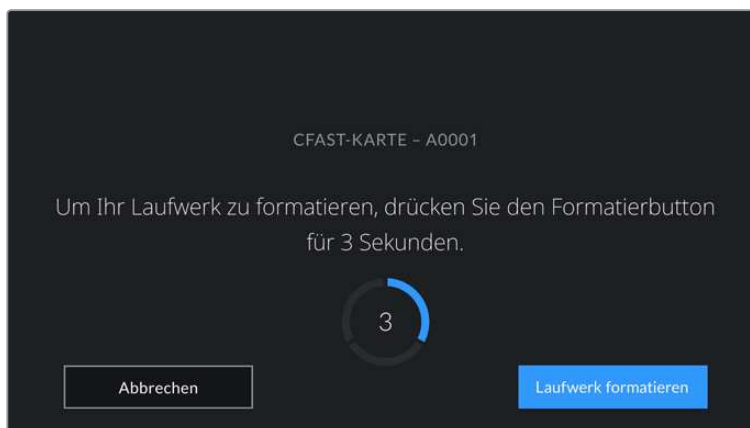 CFAST-KARTE – A0001
Um Ihr Laufwerk zu formatieren, drücken Sie den Formatierbutton
für 3 Sekunden.
3
Abbrechen
Laufwerk formatieren